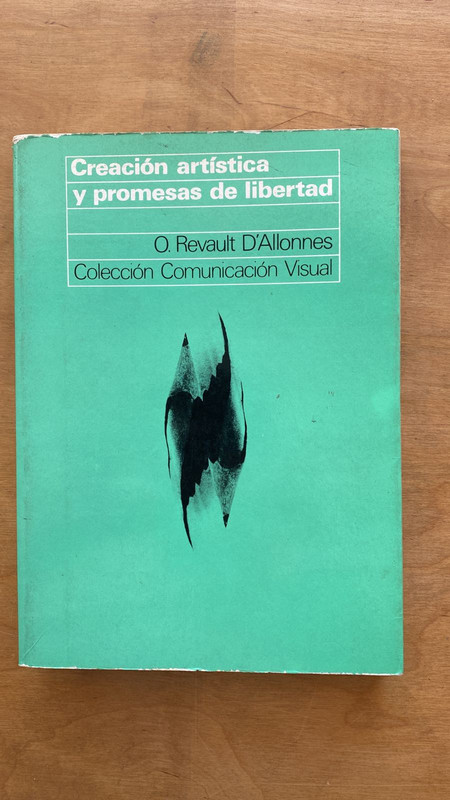 Creación artística
y promesas de libertad
O. Revault D'Allonnes
Colección Comunicación Visual